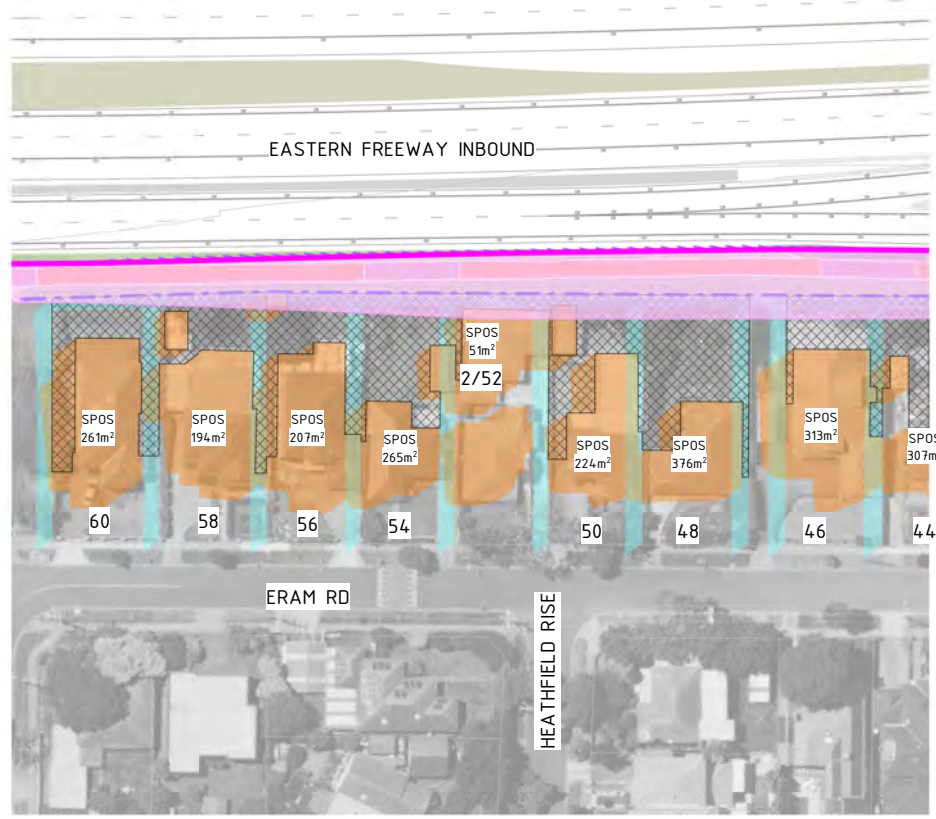 EASTERN FREEWAY INBOUND
SPOS
51m²
2/52
SPOS
261m²
SPOS
194m²
SPOS
207m²
SPOS
265m²
SPOS
224m²
SPOS
376m²
SPOS
313m²
SPOS
307m²
60
58
56
54
50
48
46
44
ERAM RD
HEATHFIELD RISE